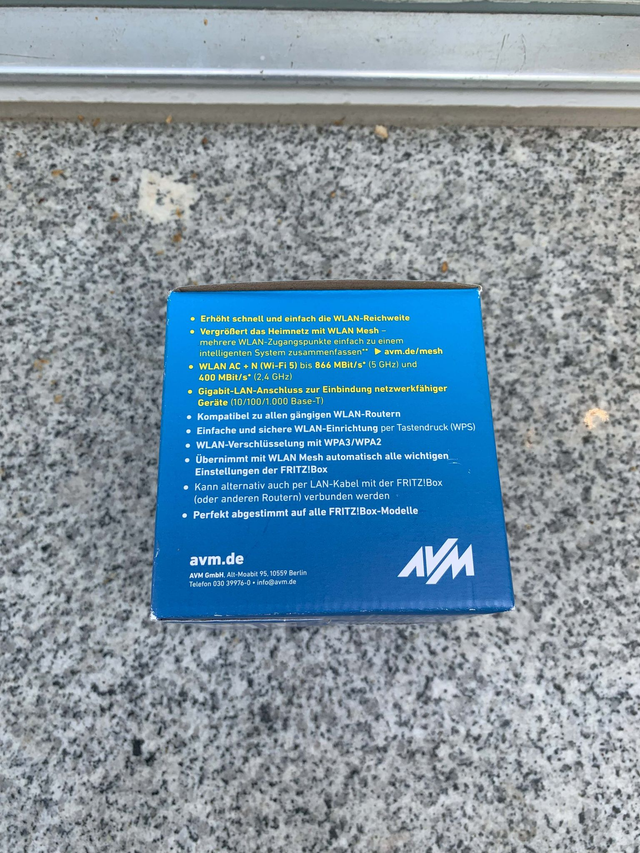 • Erhöht schnell und einfach die WLAN-Reichweite
• Vergrößert das Heimnetz mit WLAN Mesh –
mehrere WLAN-Zugangspunkte einfach zu einem
intelligenten System zusammenfassen** ▶ avm.de/mesh
• WLAN AC + N (Wi-Fi 5) bis 866 MBit/s* (5 GHz) und
400 MBit/s* (2,4 GHz)
• Gigabit-LAN-Anschluss zur Einbindung netzwerkfähiger
Geräte (10/100/1.000 Base-T)
• Kompatibel zu allen gängigen WLAN-Routern
• Einfache und sichere WLAN-Einrichtung per Tastendruck (WPS)
• WLAN-Verschlüsselung mit WPA3/WPA2
• Übernimmt mit WLAN Mesh automatisch alle wichtigen
Einstellungen der FRITZ!Box
• Kann alternativ auch per LAN-Kabel mit der FRITZ!Box
(oder anderen Routern) verbunden werden
• Perfekt abgestimmt auf alle FRITZ!Box-Modelle
avm.de
AVM GmbH, Alt-Moabit 95, 10559 Berlin
Telefon 030 39976-0 • info@avm.de
AVM